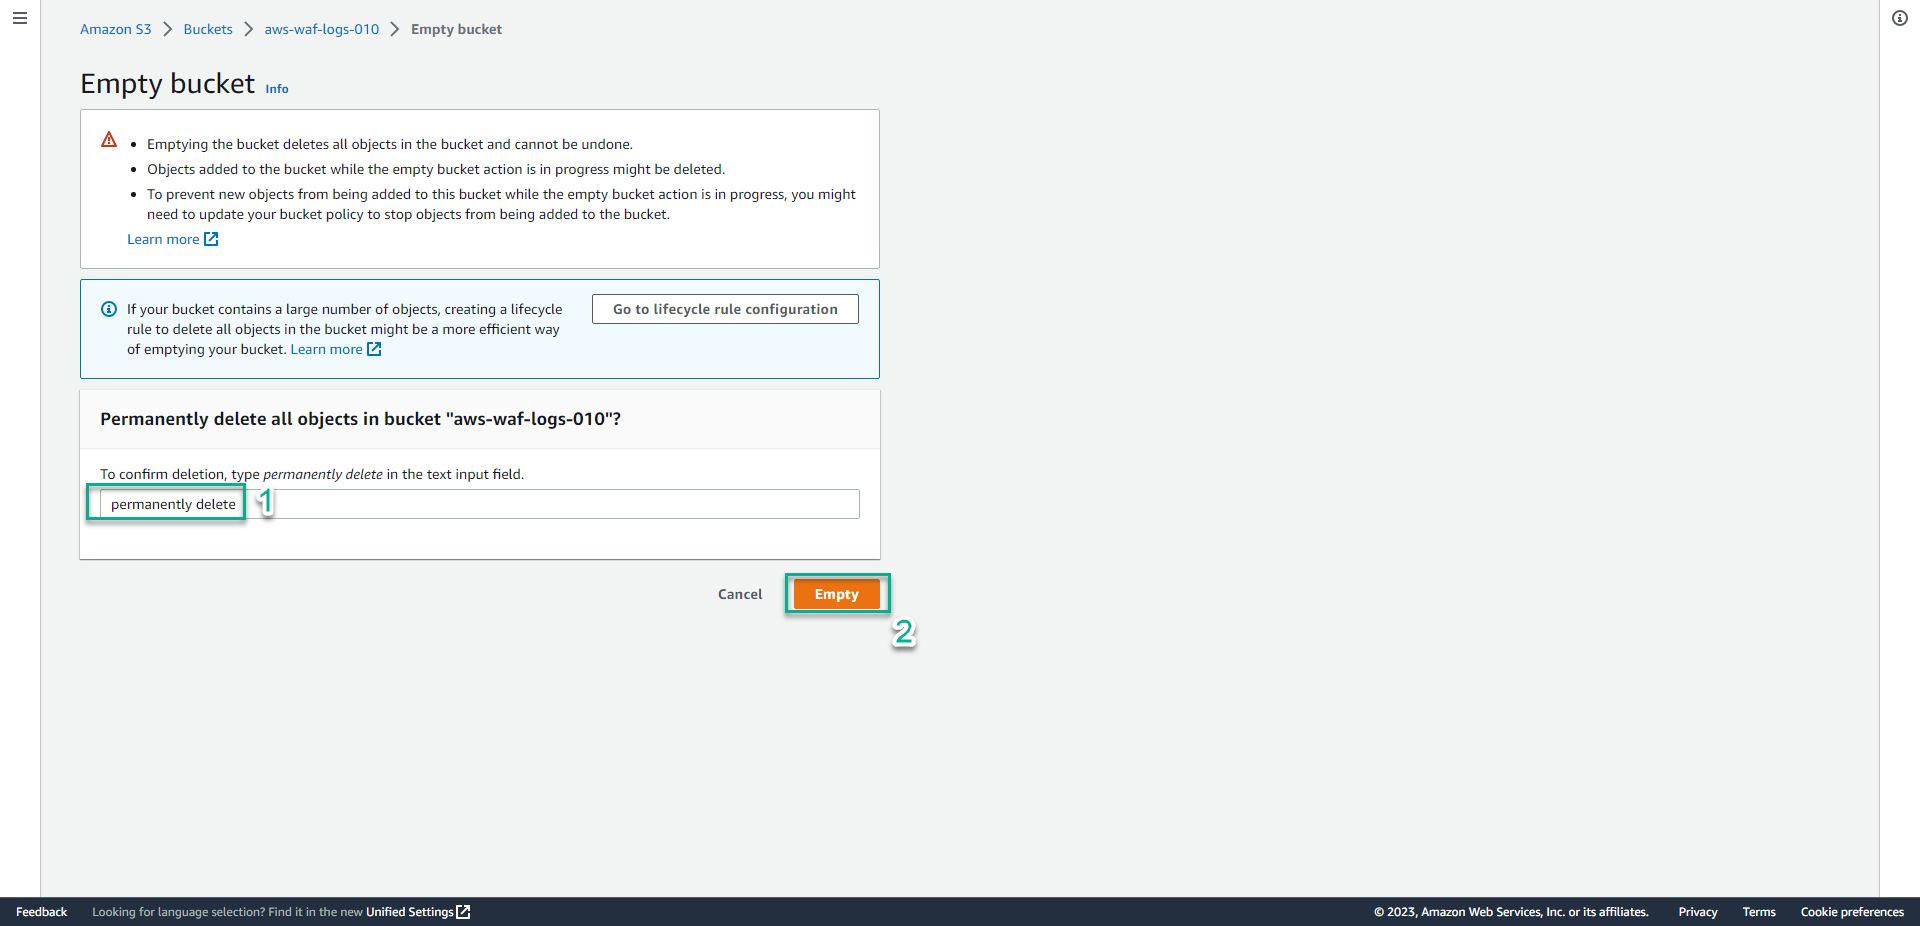 Amazon S3 > Buckets > aws-waf-logs-010 > Empty bucket
Empty bucket Info
• Emptying the bucket deletes all objects in the bucket and cannot be undone.
• Objects added to the bucket while the empty bucket action is in progress might be deleted.
• To prevent new objects from being added to this bucket while the empty bucket action is in progress, you might
need to update your bucket policy to stop objects from being added to the bucket.
Learn more
If your bucket contains a large number of objects, creating a lifecycle
rule to delete all objects in the bucket might be a more efficient way
of emptying your bucket. Learn more
Go to lifecycle rule configuration
Permanently delete all objects in bucket "aws-waf-logs-010"?
To confirm deletion, type permanently delete in the text input field.
permanently delete 1
Cancel Empty
2
Feedback Looking for language selection? Find it in the new Unified Settings © 2023, Amazon Web Services, Inc. or its affiliates. Privacy Terms Cookie preferences